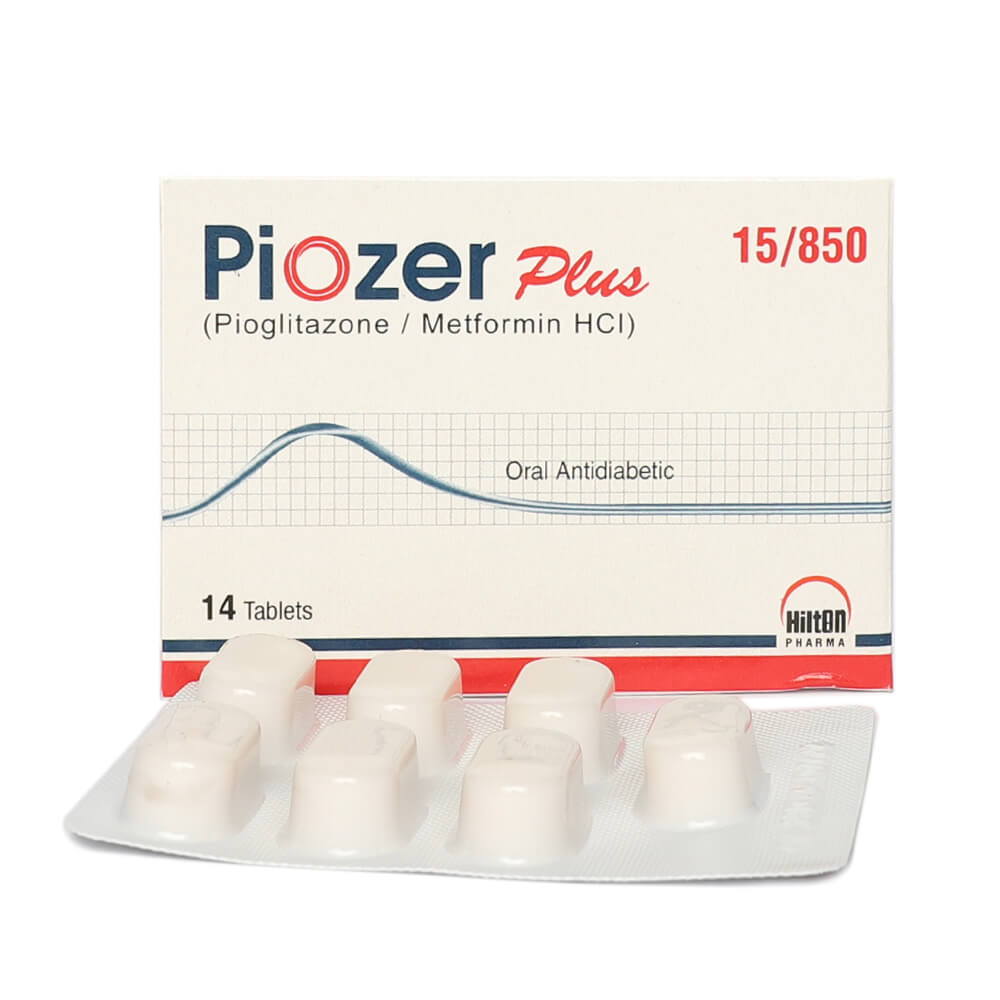 Piozer Plus
15/850
(Pioglitazone / Metformin HCl)
Oral Antidiabetic
14 Tablets
Hilton
PHARMA